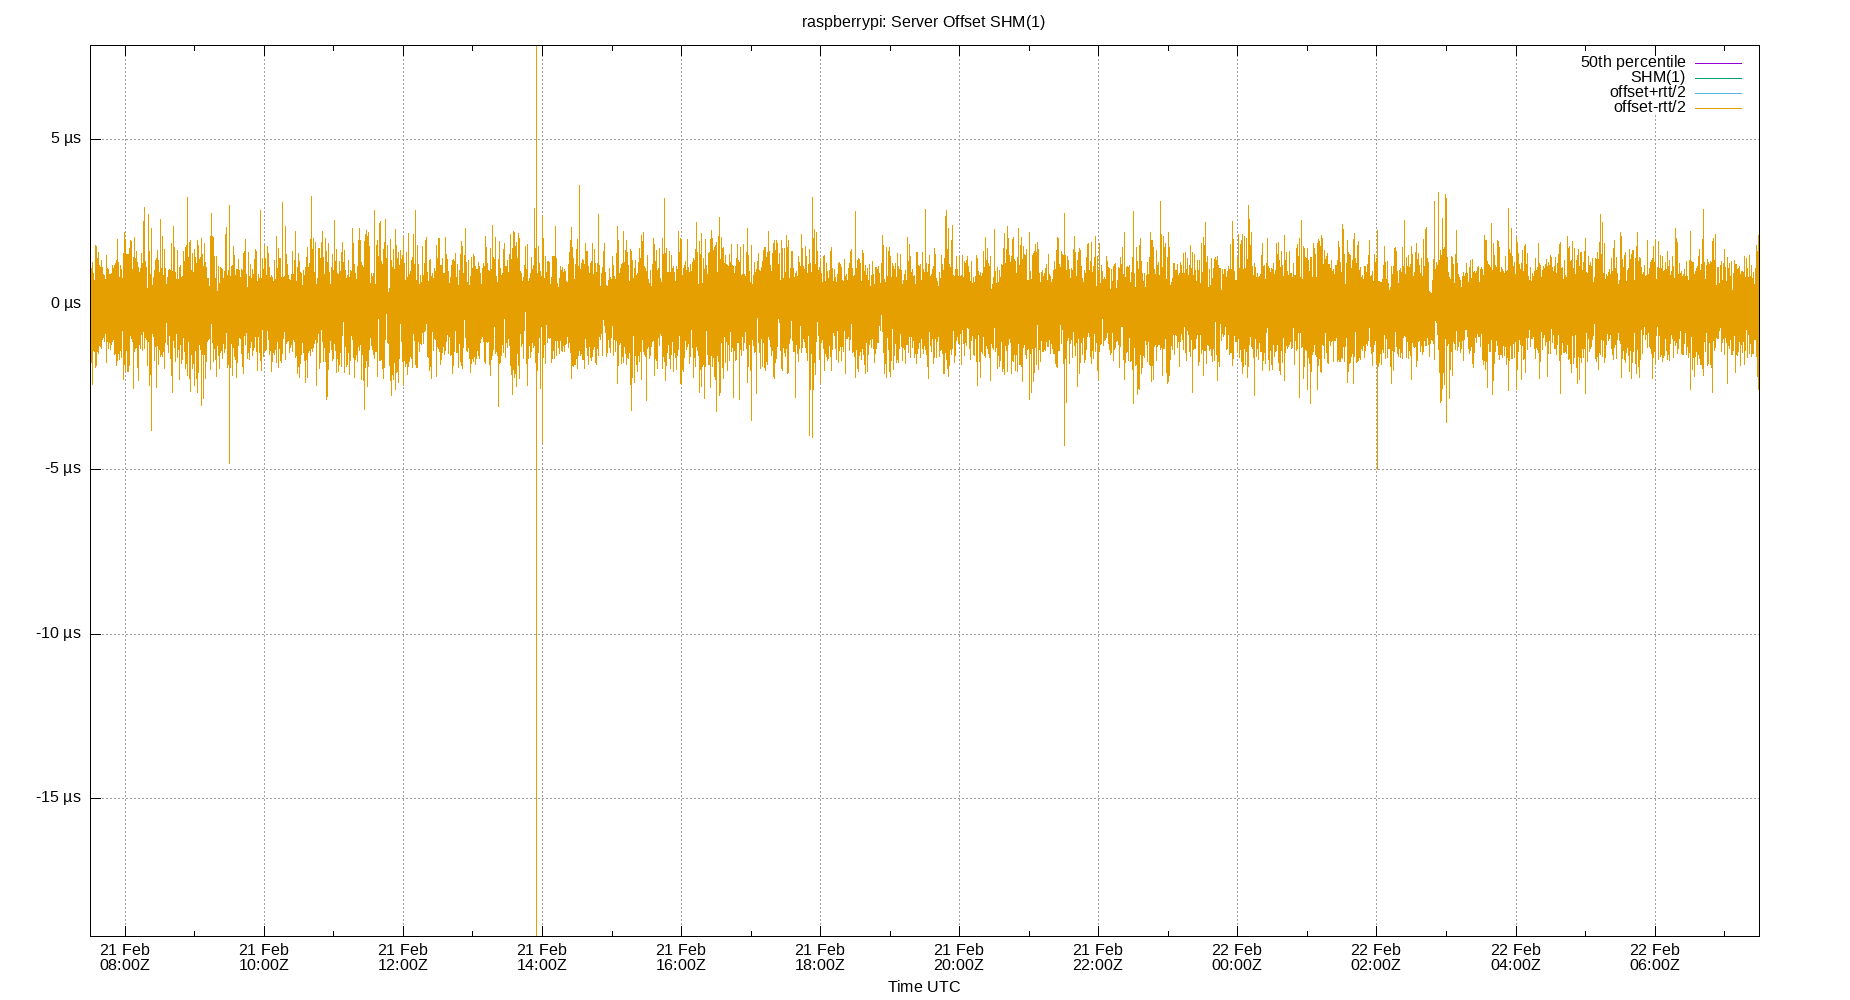 raspberrypi: Server Offset SHM(1)
50th percentile
SHM(1)
offset+rtt/2
offset-rtt/2
5 µs
0 µs
-5 µs
-10 µs
-15 µs
21 Feb 21 Feb 21 Feb 21 Feb 21 Feb 21 Feb 21 Feb 21 Feb 22 Feb 22 Feb 22 Feb 22 Feb
08:00Z 10:00Z 12:00Z 14:00Z 16:00Z 18:00Z 20:00Z 22:00Z 00:00Z 02:00Z 04:00Z 06:00Z
Time UTC